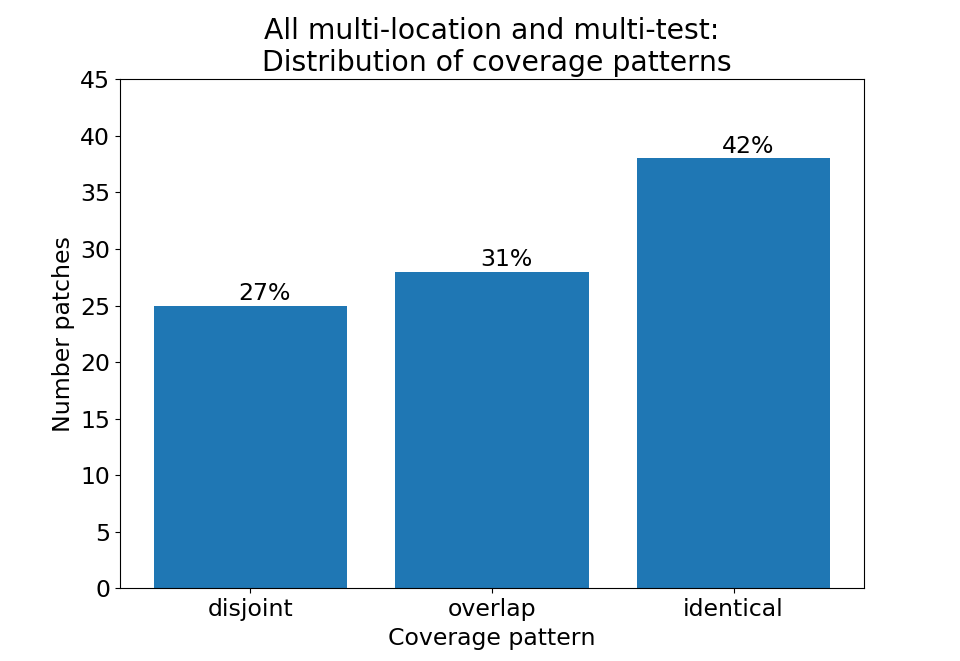 All multi-location and multi-test:
Distribution of coverage patterns
45
40
35
30
25
20
15
10
5
0
Number patches
27%
31%
42%
disjoint
overlap
identical
Coverage pattern